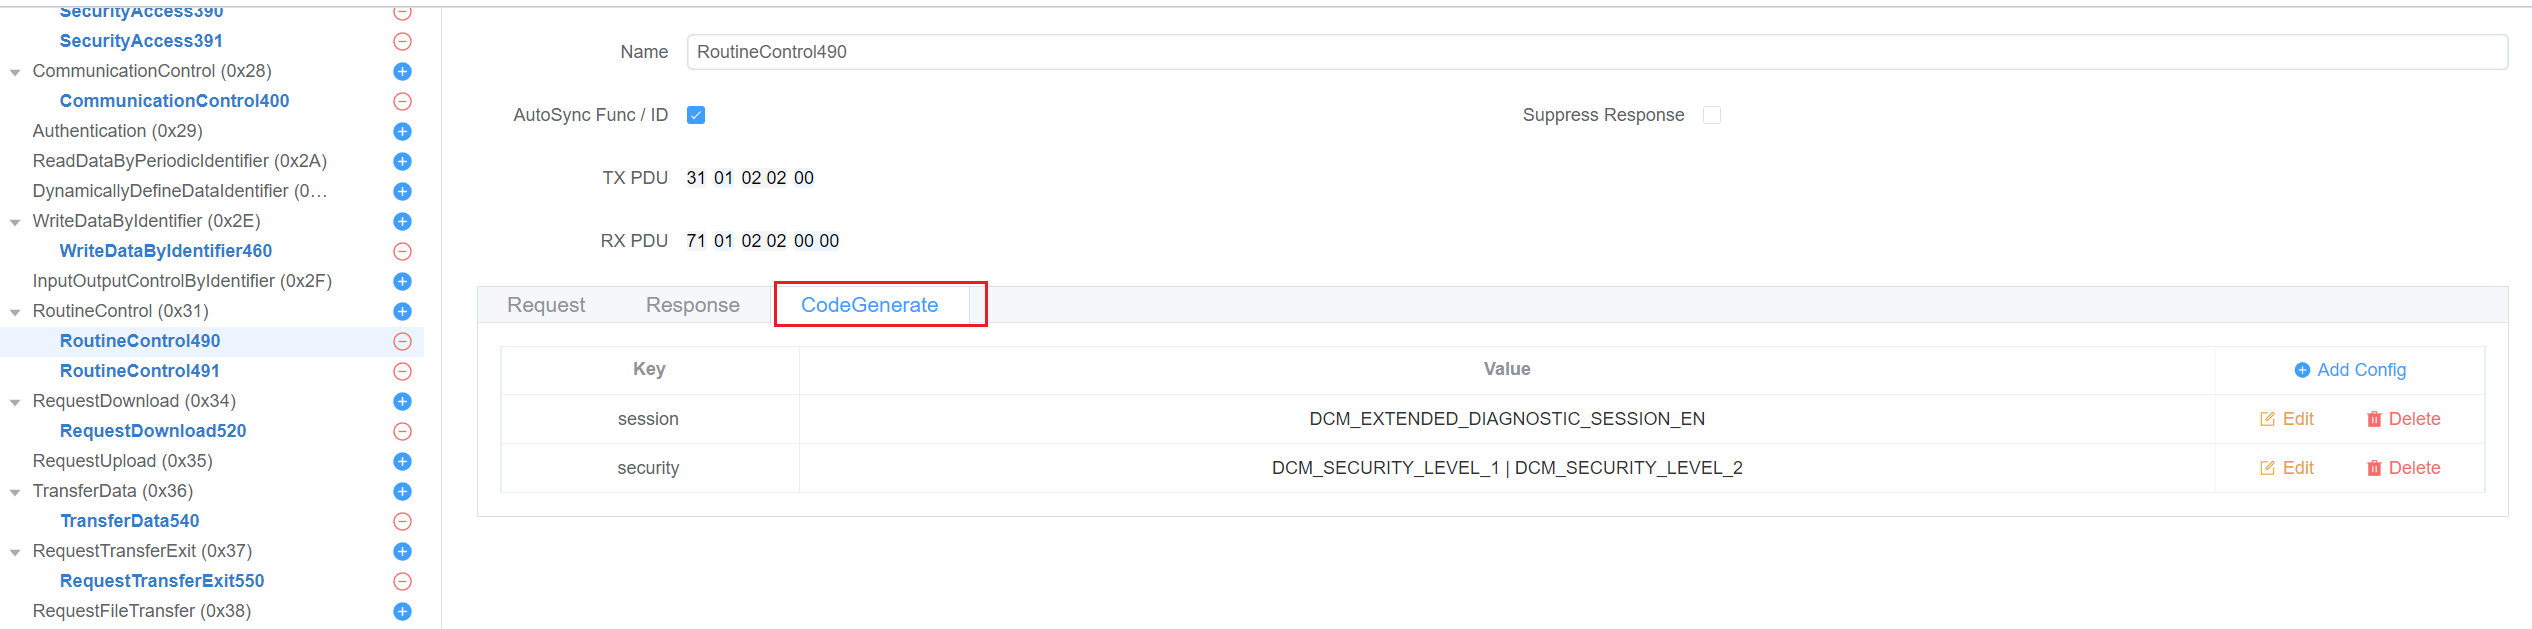 SecurityAccess390
SecurityAccess391
CommunicationControl (0x28)
CommunicationControl400
Authentication (0x29)
ReadDataByPeriodicIdentifier (0x2A)
DynamicallyDefineDataIdentifier (0...
WriteDataByIdentifier (0x2E)
WriteDataByIdentifier460
InputOutputControlByIdentifier (0x2F)
RoutineControl (0x31)
RoutineControl490
RoutineControl491
RequestDownload (0x34)
RequestDownload520
RequestUpload (0x35)
TransferData (0x36)
TransferData540
RequestTransferExit (0x37)
RequestTransferExit550
RequestFileTransfer (0x38)
Name RoutineControl490
AutoSync Func / ID Suppress Response
TX PDU 31 01 02 02 00
RX PDU 71 01 02 02 00 00
Request Response CodeGenerate
Key Value Add Config
session DCM_EXTENDED_DIAGNOSTIC_SESSION_EN Edit Delete
security DCM_SECURITY_LEVEL_1 | DCM_SECURITY_LEVEL_2 Edit Delete